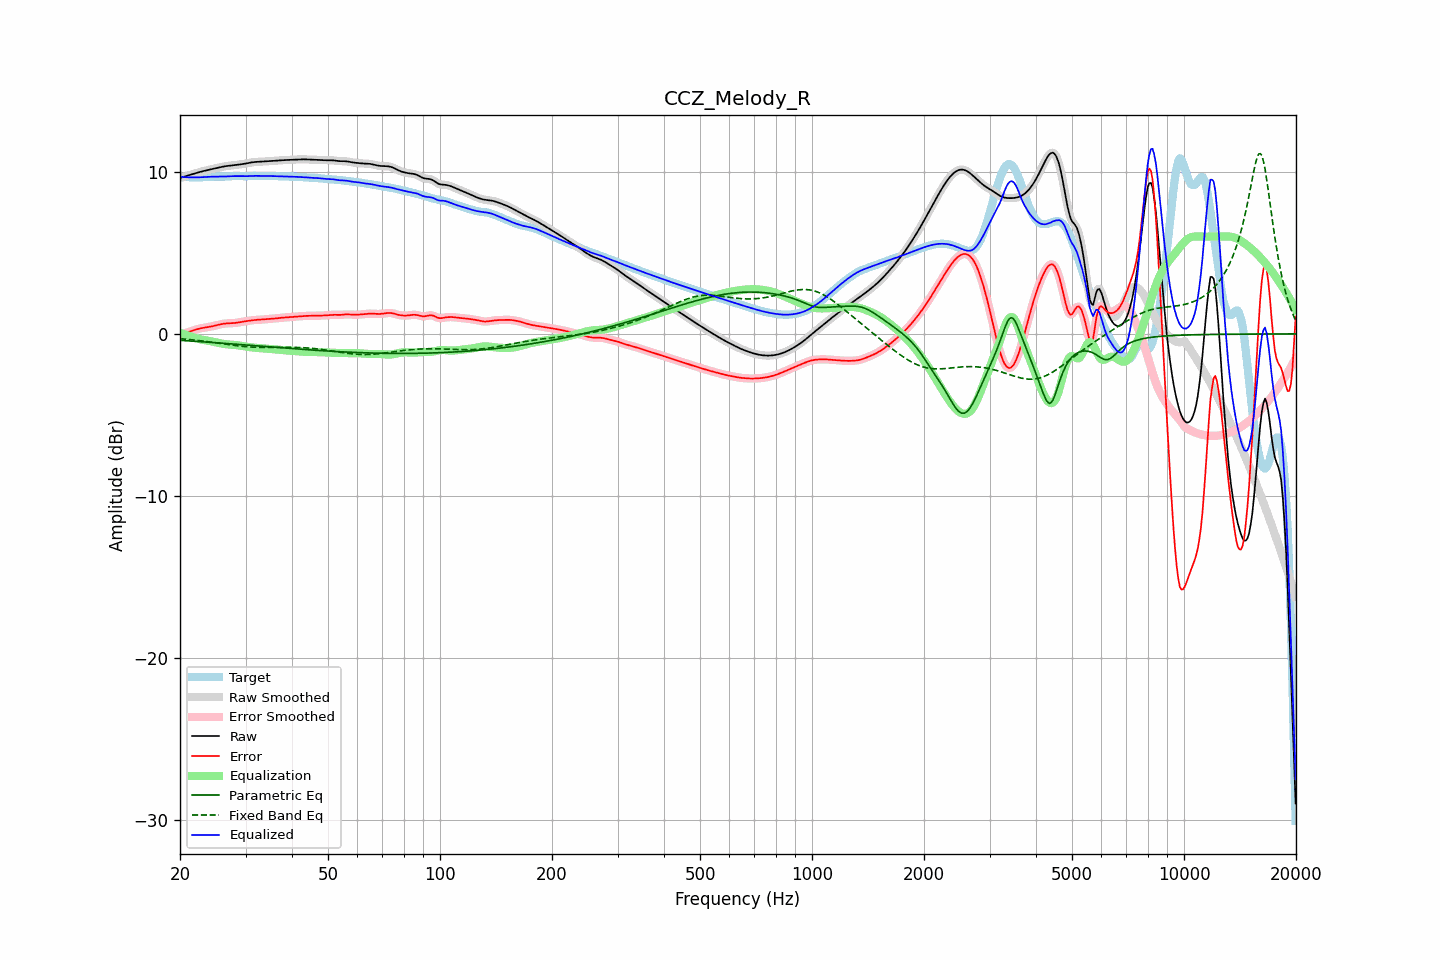 CCZ_Melody_R
10
0
−10
−20
−30
Amplitude (dBr)
Target
Raw Smoothed
Error Smoothed
Raw
Error
Equalization
Parametric Eq
Fixed Band Eq
Equalized
20 50 100 200 500 1000 2000 5000 10000 20000
Frequency (Hz)